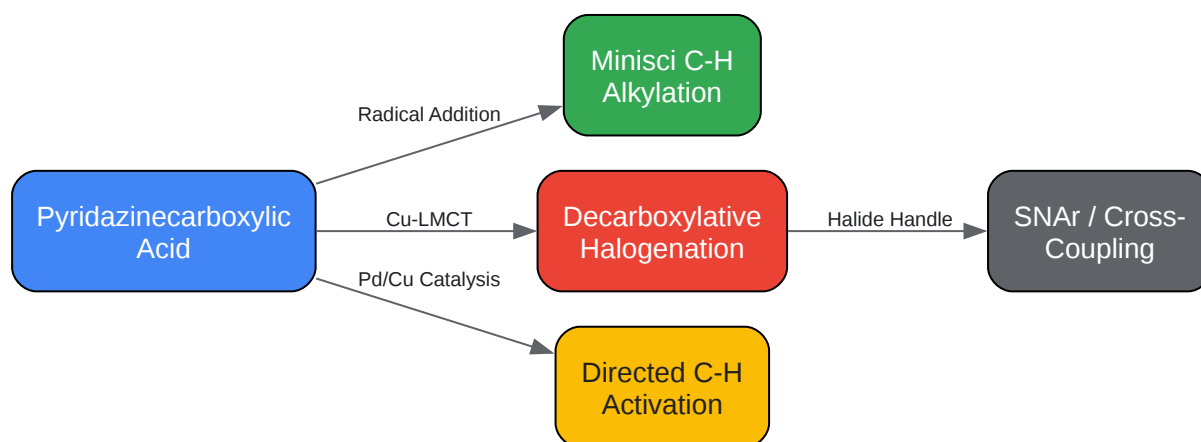 Minisci C-H
Alkylation
Radical Addition
Pyridazinecarboxylic
Acid
Cu-LMCT
Decarboxylative
Halogenation
Halide Handle
SNAr / Cross-
Coupling
Pd/Cu Catalysis
Directed C-H
Activation